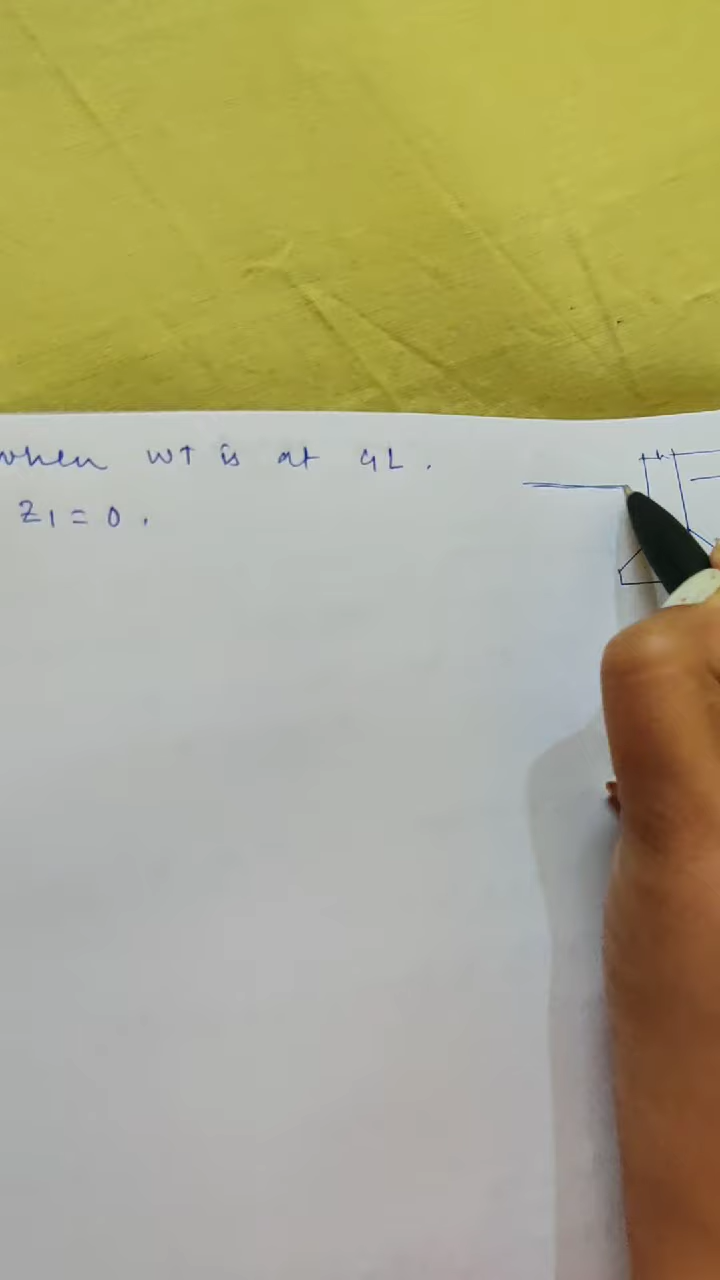 when WT is at GL.
Z1 = 0.